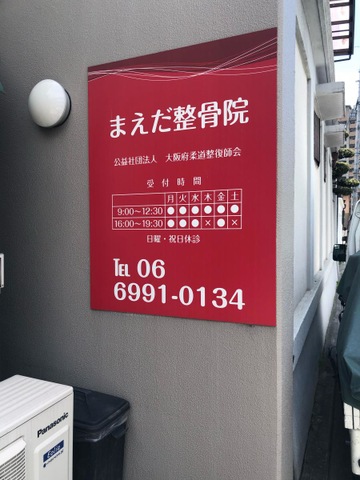 まえだ整骨院
公益社団法人 大阪府柔道整復師会
受付時間
月 火 水 木 金 土
9:00〜12:30 ● ● ● ● ● ●
16:00〜19:30 ● ● ● × ● ×
日曜・祝日休診
TEL 06
6991-0134
Panasonic